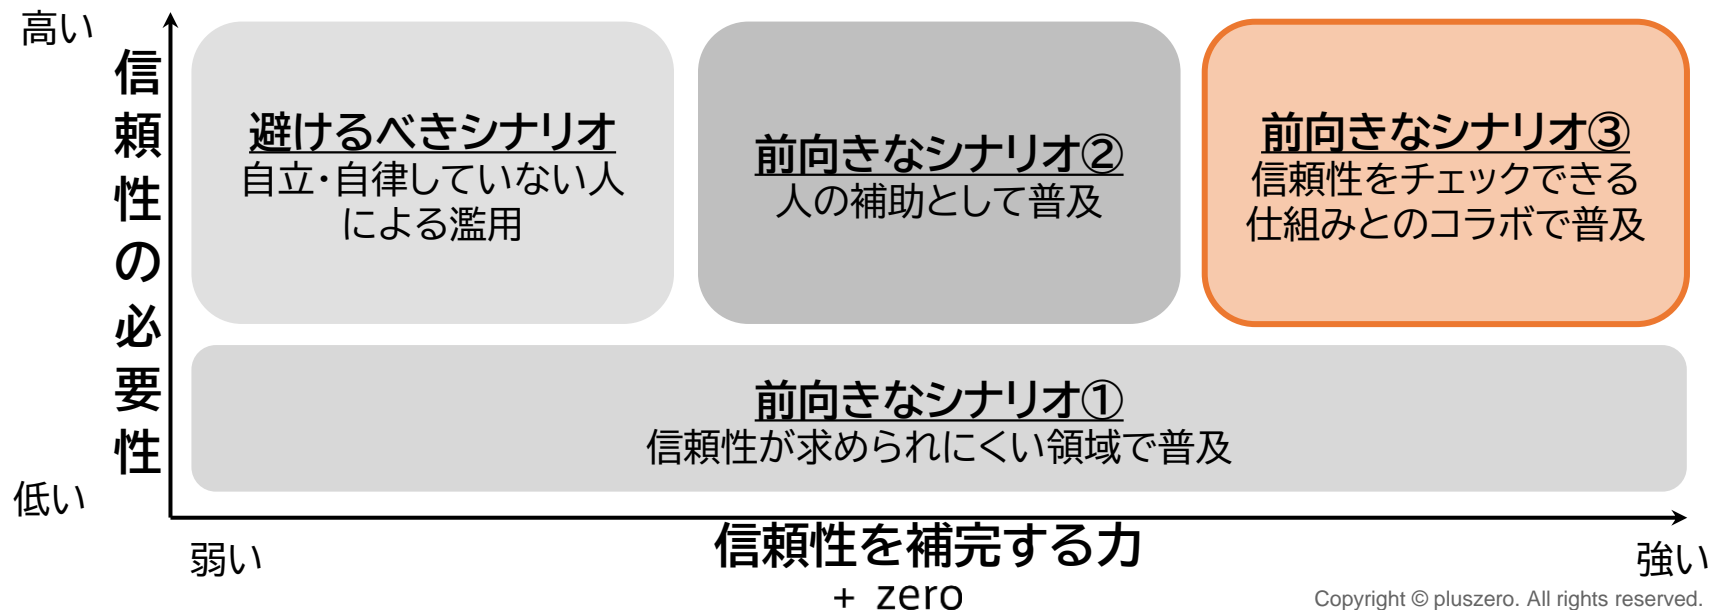 高い
信頼性の必要性
低い
避けるべきシナリオ
自立・自律していない人
による濫用
前向きなシナリオ②
人の補助として普及
前向きなシナリオ③
信頼性をチェックできる
仕組みとのコラボで普及
前向きなシナリオ①
信頼性が求められにくい領域で普及
弱い
信頼性を補完する力
強い
+ zero
Copyright © pluszero. All rights reserved.